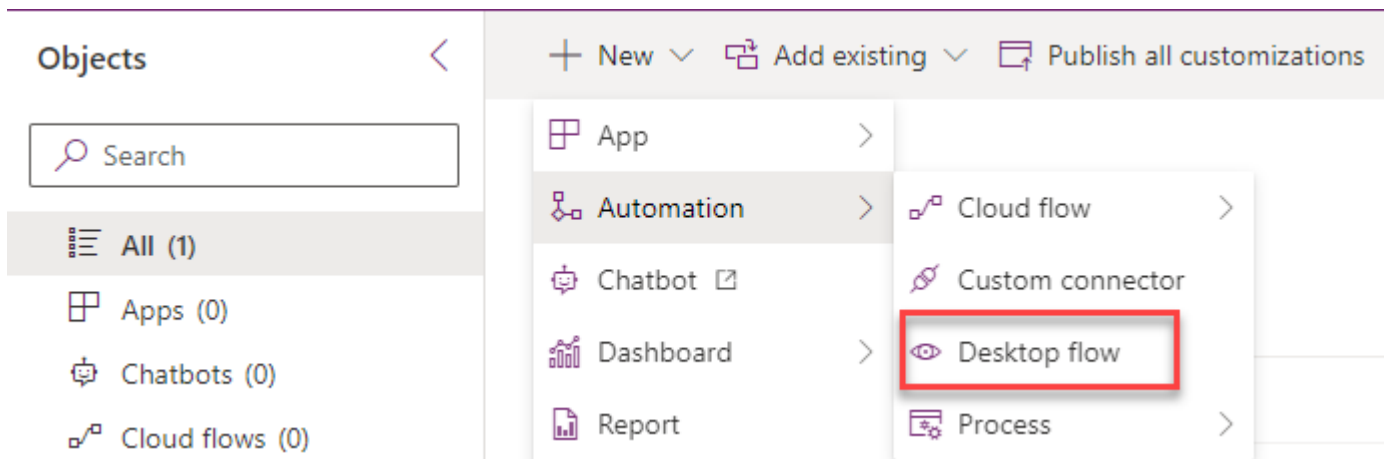 Objects
New
Add existing
Publish all customizations
Search
All (1)
Apps (0)
Chatbots (0)
Cloud flows (0)
App
Automation
Chatbot
Dashboard
Report
Cloud flow
Custom connector
Desktop flow
Process